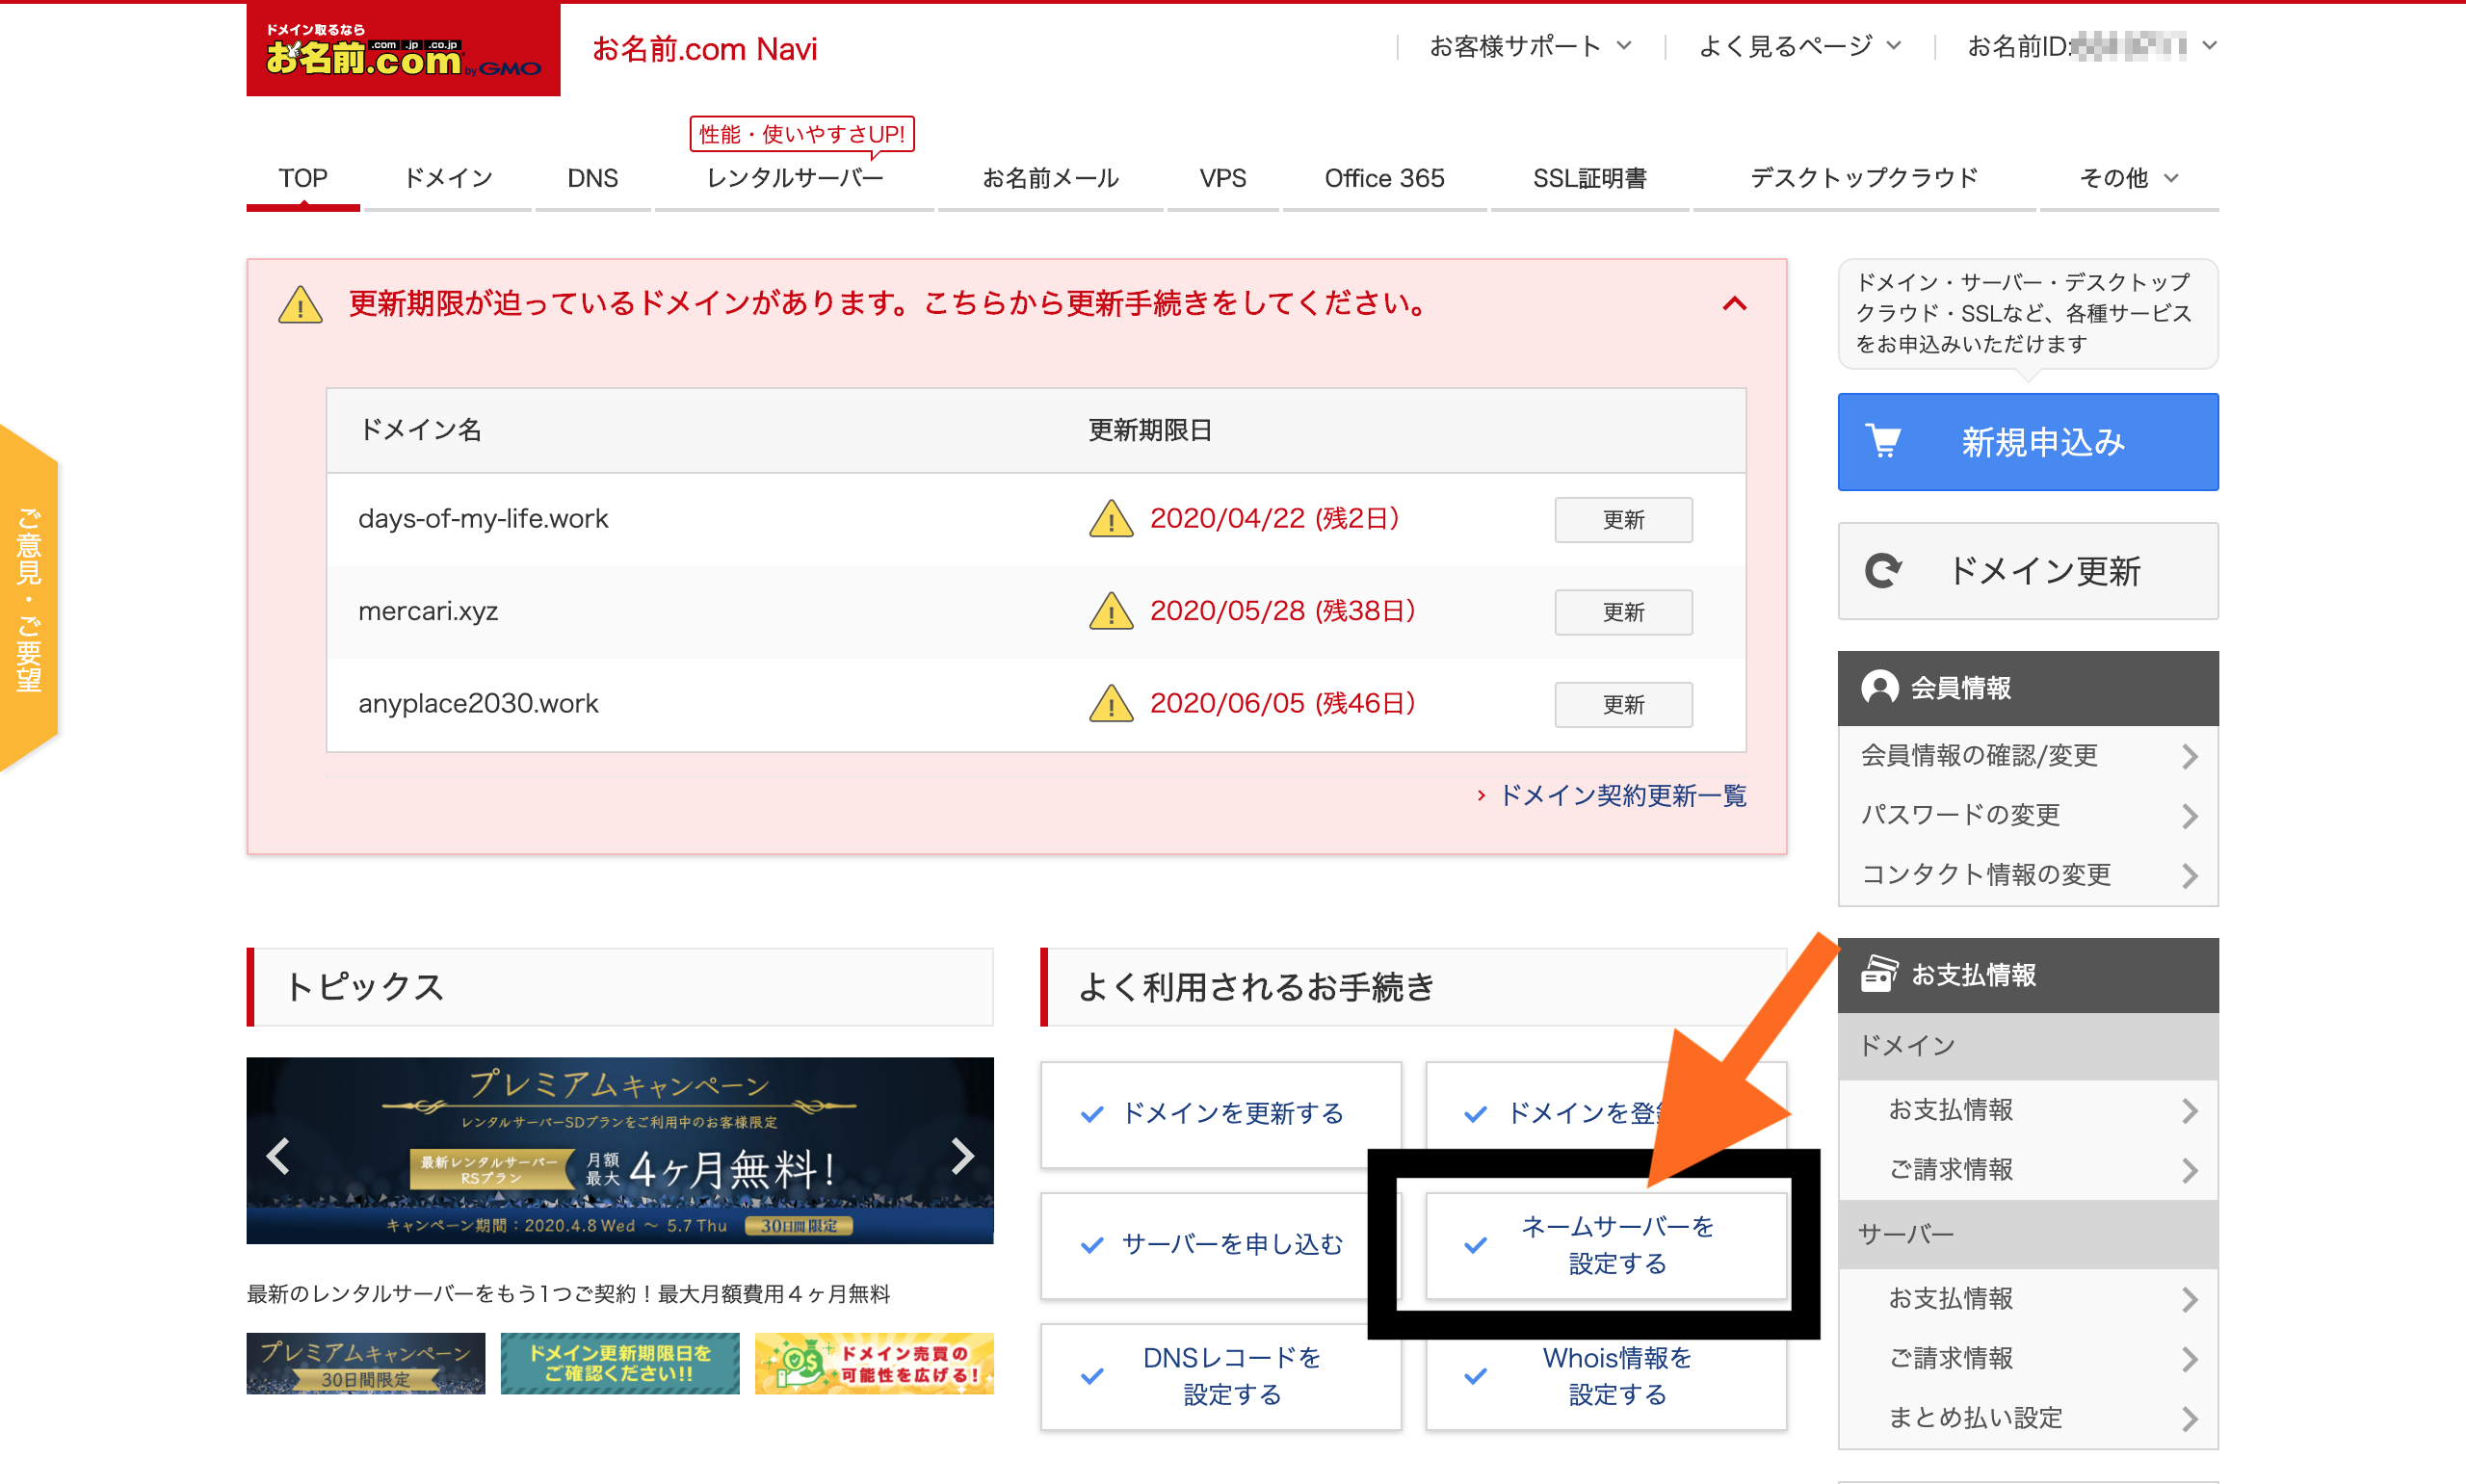 ドメイン取るなら
お名前.com
.com .jp .co.jp
by GMO
お名前.com Navi
お客様サポート
よく見るページ
お名前ID:
性能・使いやすさUP!
TOP
ドメイン
DNS
レンタルサーバー
お名前メール
VPS
Office 365
SSL証明書
デスクトップクラウド
その他
更新期限が迫っているドメインがあります。こちらから更新手続きをしてください。
ドメイン名
更新期限日
days-of-my-life.work
2020/04/22 (残2日)
更新
mercari.xyz
2020/05/28 (残38日)
更新
anyplace2030.work
2020/06/05 (残46日)
更新
ドメイン契約更新一覧
ご意見・ご要望
ドメイン・サーバー・デスクトップ
クラウド・SSLなど、各種サービス
をお申込みいただけます
新規申込み
ドメイン更新
会員情報
会員情報の確認/変更
パスワードの変更
コンタクト情報の変更
お支払情報
ドメイン
お支払情報
ご請求情報
サーバー
お支払情報
ご請求情報
まとめ払い設定
トピックス
プレミアムキャンペーン
レンタルサーバーSDプランをご利用中のお客様限定
最新レンタルサーバー
RSプラン
月額
最大
4ヶ月無料!
キャンペーン期間：2020.4.8 Wed ～ 5.7 Thu
30日間限定
最新のレンタルサーバーをもう1つご契約！最大月額費用４ヶ月無料
プレミアムキャンペーン
30日間限定
ドメイン更新期限日を
ご確認ください!!
ドメイン売買の
可能性を広げる!
よく利用されるお手続き
ドメインを更新する
ドメインを登
サーバーを申し込む
ネームサーバーを
設定する
DNSレコードを
設定する
Whois情報を
設定する